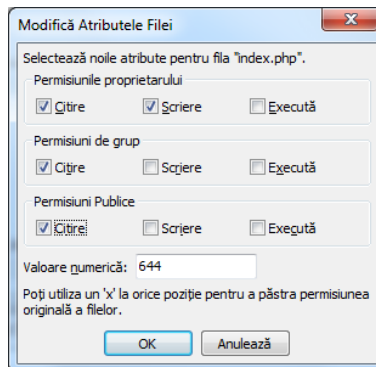 Modifică Atributele Filei
Selectează noile atribute pentru fila "index.php".
Permisiunile proprietarului
Citire Scriere Execută
Permisiuni de grup
Citire Scriere Execută
Permisiuni Publice
Citire Scriere Execută
Valoare numerică: 644
Poți utiliza un 'x' la orice poziție pentru a păstra permisiunea
originală a filelor.
OK Anulează